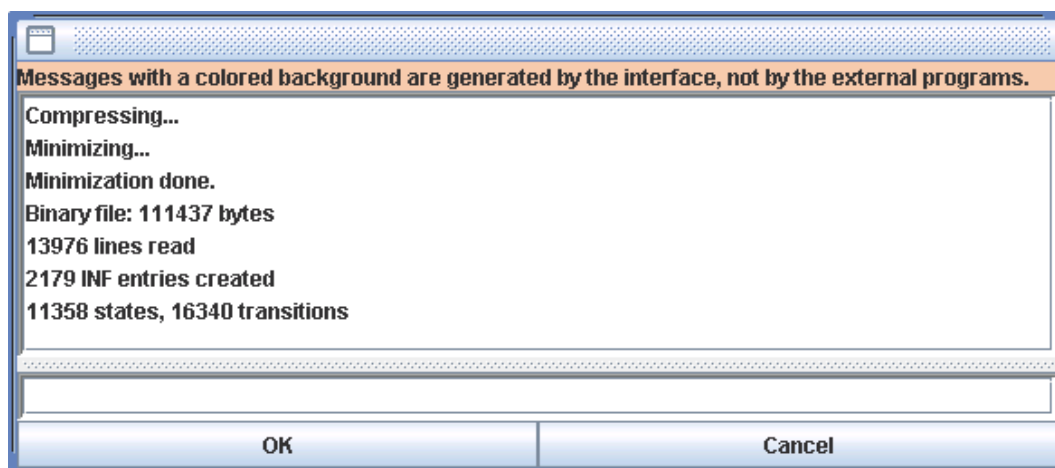 Messages with a colored background are generated by the interface, not by the external programs.
Compressing...
Minimizing...
Minimization done.
Binary file: 111437 bytes
13976 lines read
2179 INF entries created
11358 states, 16340 transitions
OK
Cancel